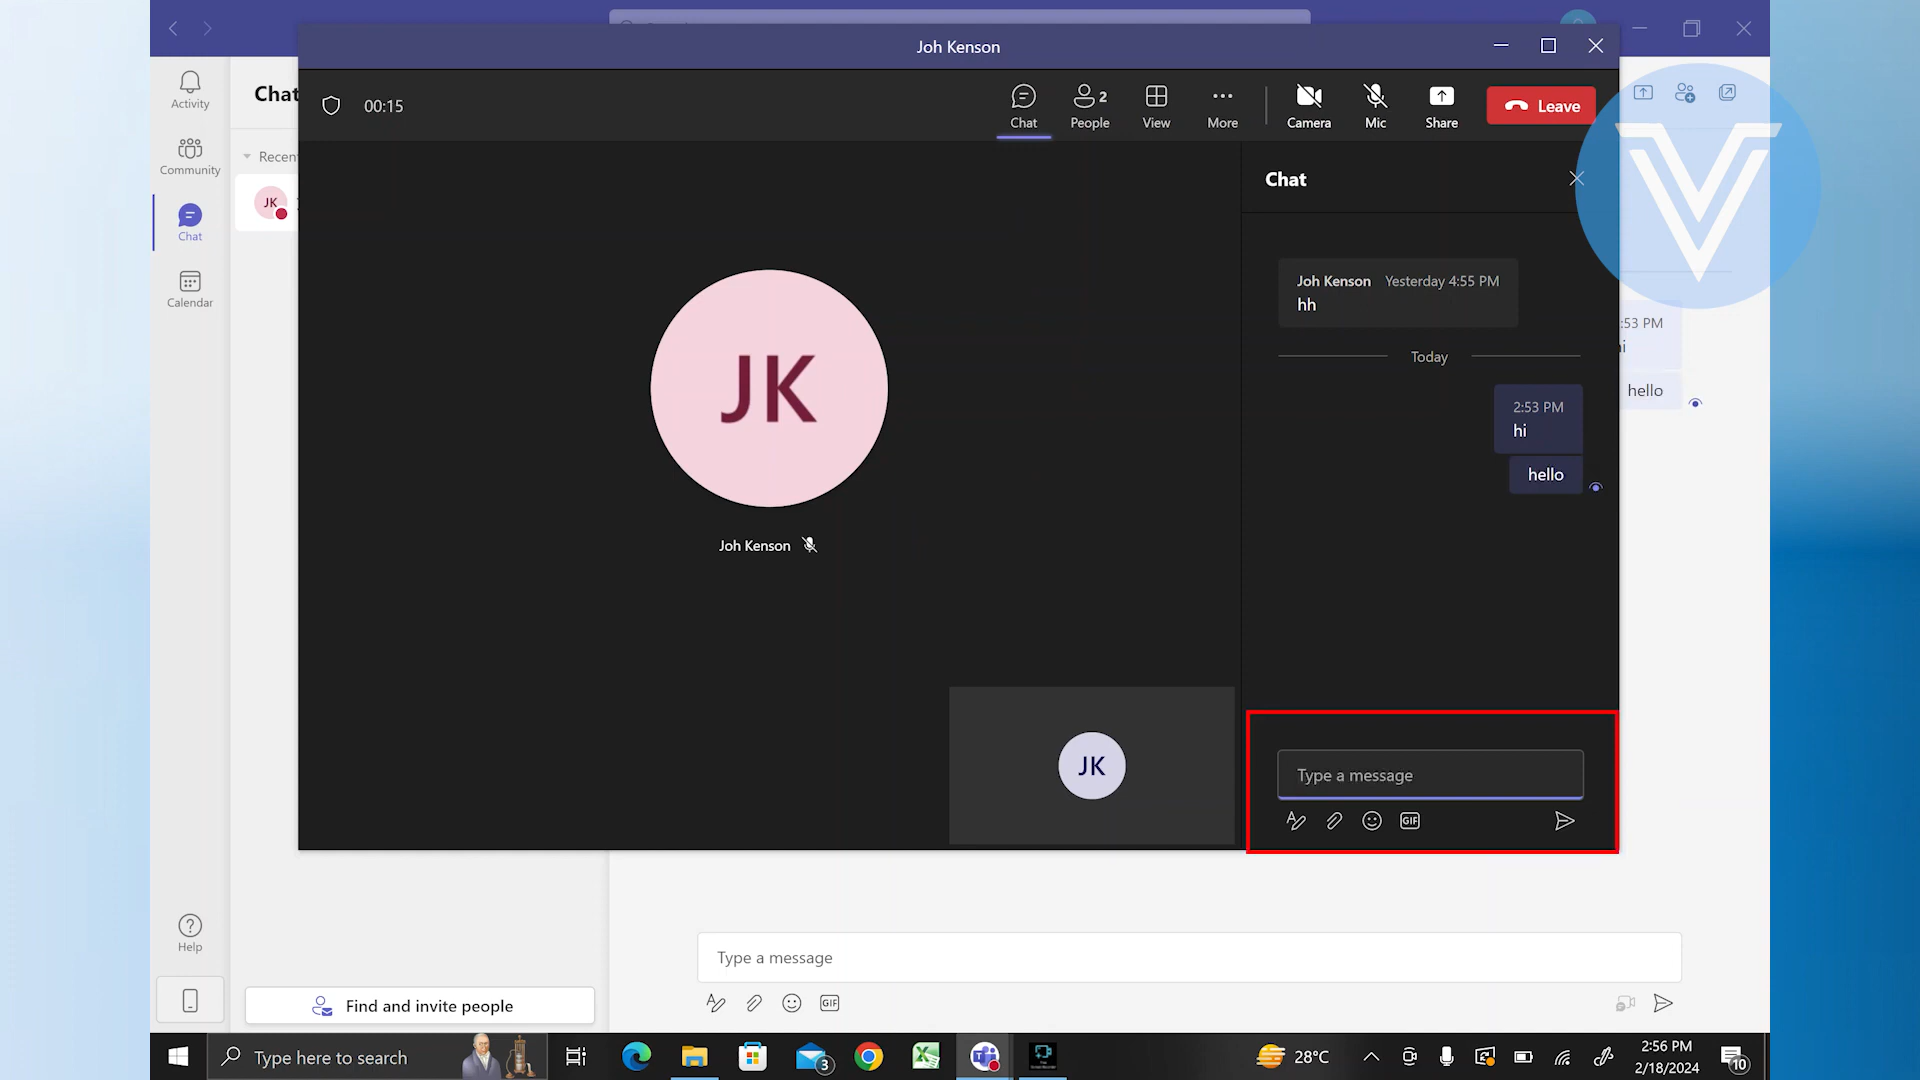 Joh Kenson
Activity
Community
Chat
Calendar
Help
Chat
Recen
JK
Find and invite people
00:15
Chat
2
People
View
More
Camera
Mic
Share
Leave
JK
Joh Kenson
JK
Chat
Joh Kenson Yesterday 4:55 PM
hh
Today
2:53 PM
hi
hello
Type a message
GIF
:53 PM
hello
Type a message
GIF
Type here to search
3
28°C
2:56 PM
2/18/2024
10